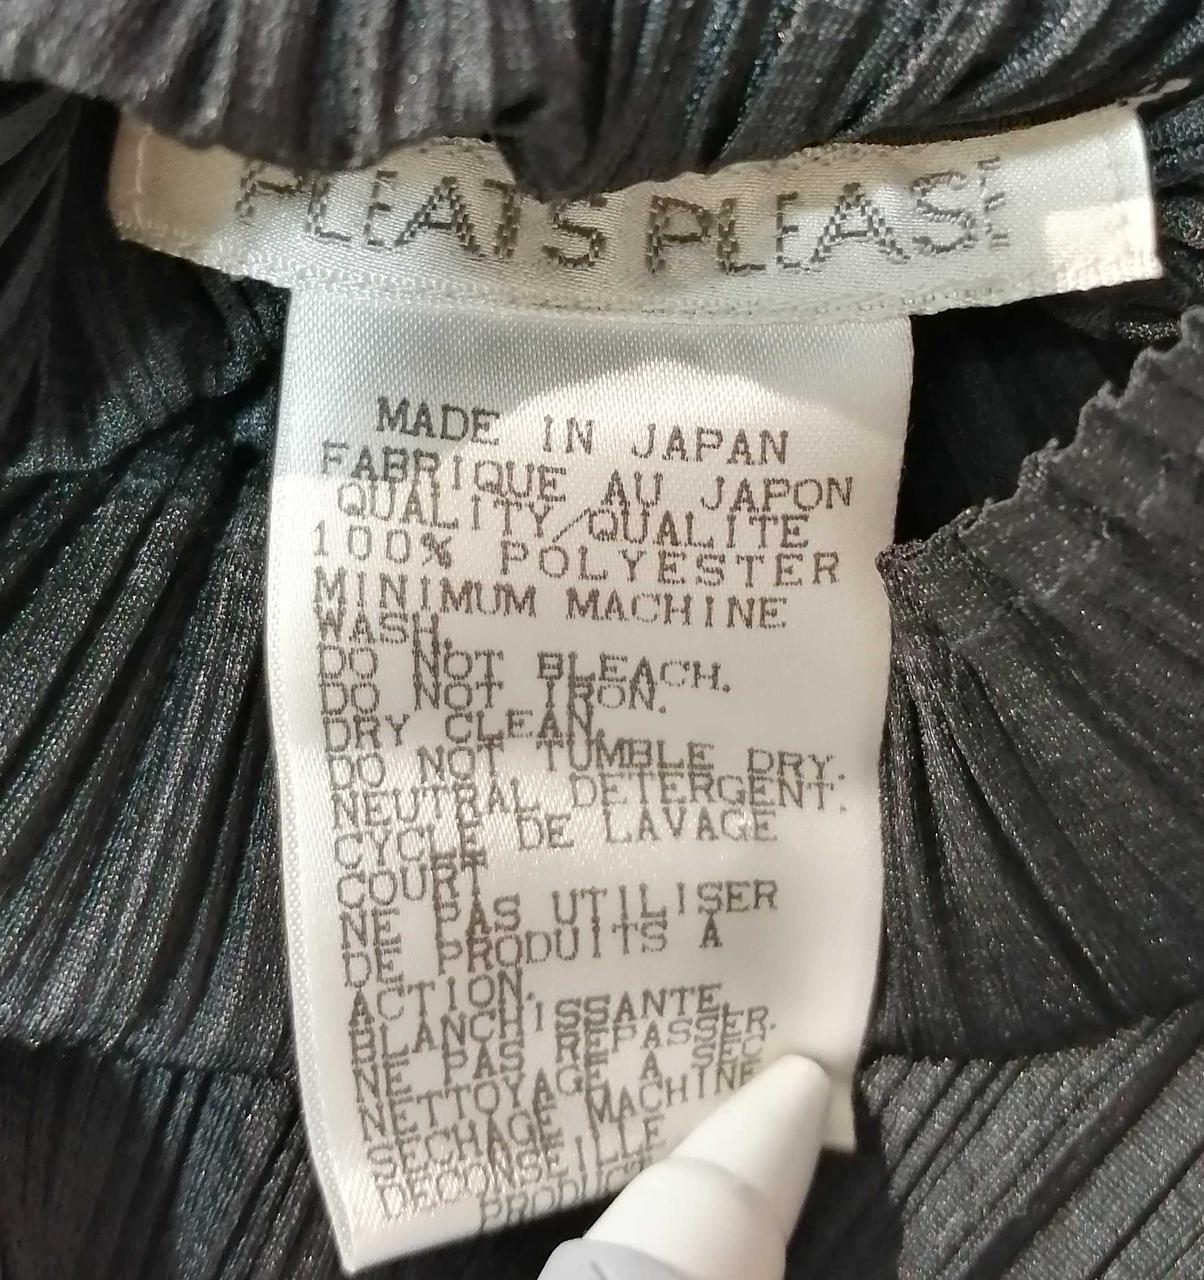 PLEATS PLEASE
MADE IN JAPAN
FABRIQUE AU JAPON
QUALITY/QUALITE
100% POLYESTER
MINIMUM MACHINE
WASH.
DO NOT BLEACH.
DO NOT IRON.
DRY CLEAN.
DO NOT TUMBLE DRY.
NEUTRAL DETERGENT.
CYCLE DE LAVAGE
COURT
NE PAS UTILISER
DE PRODUITS A
ACTION.
BLANCHISSANTE.
NE PAS REPASSER.
NETTOYAGE A SEC
SECHAGE MACHINE
DECONSEILLE